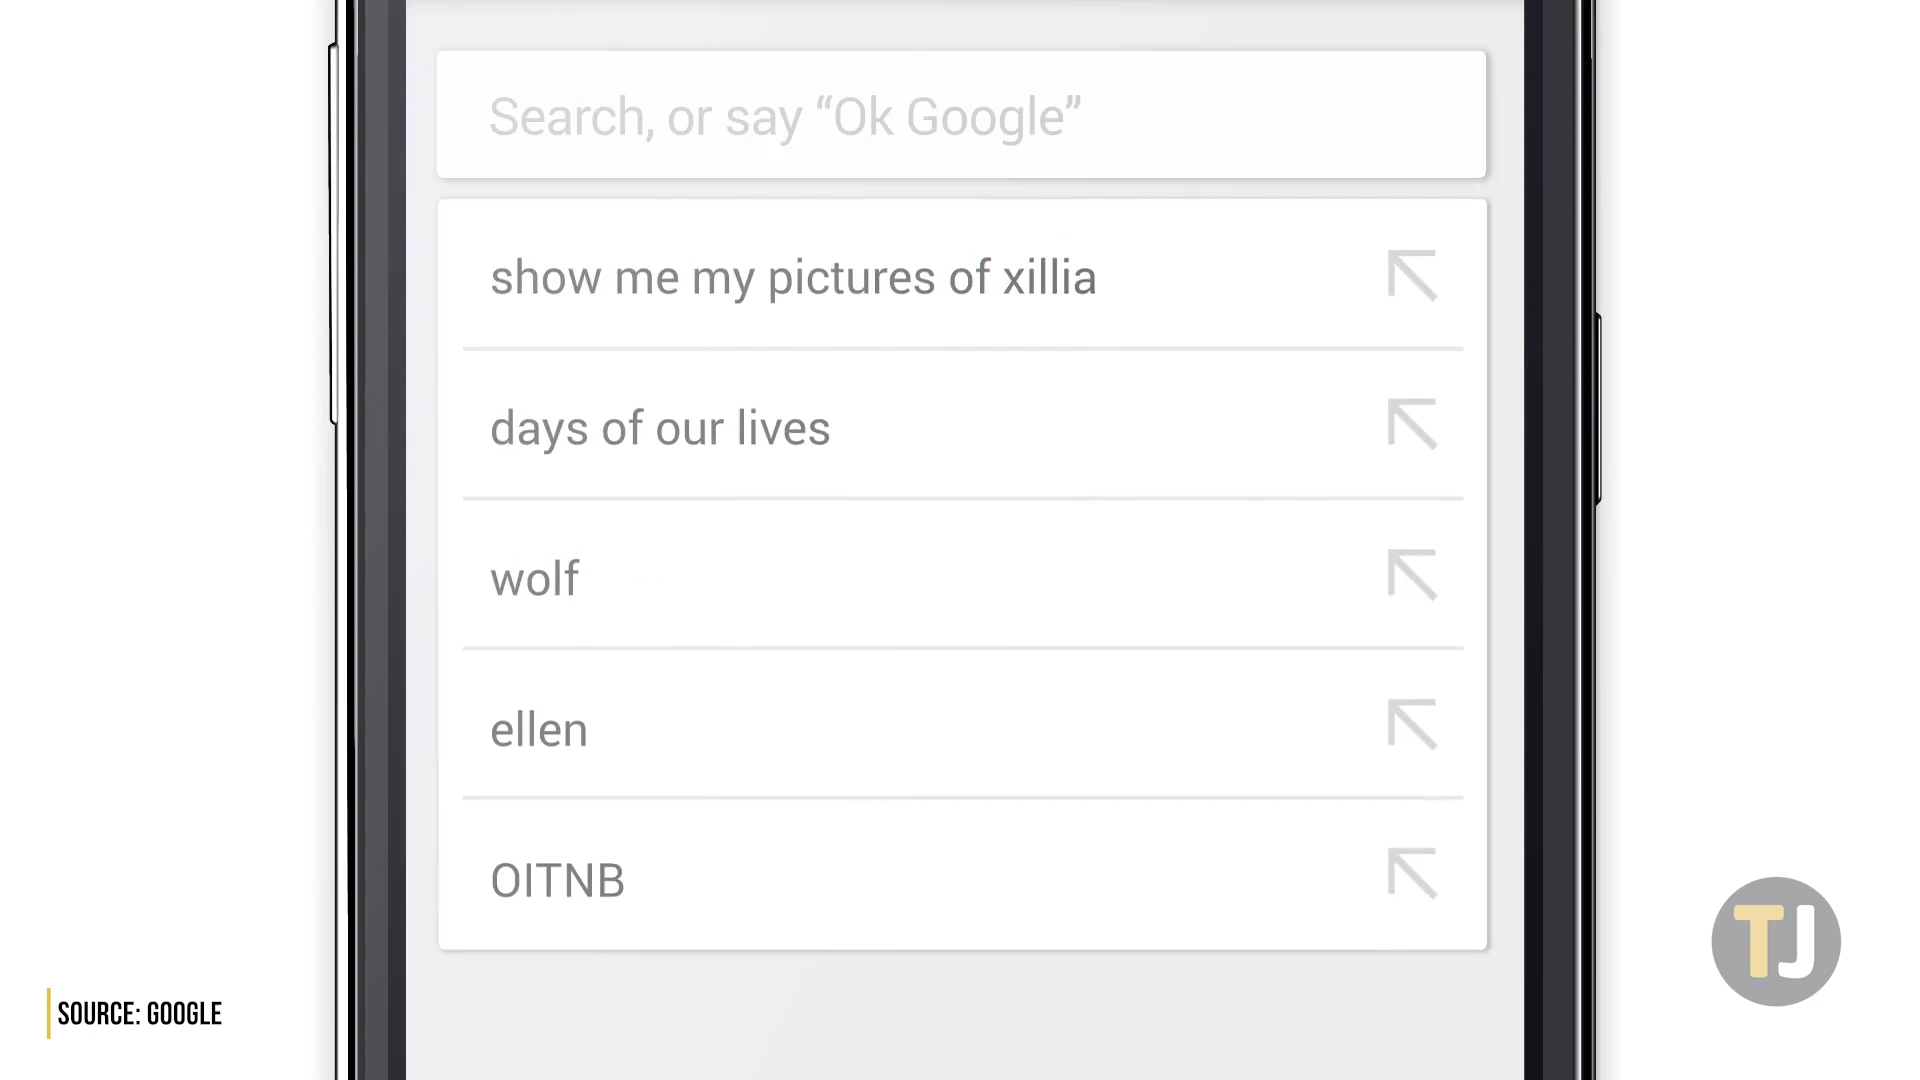 Search, or say “Ok Google”
show me my pictures of xillia
days of our lives
wolf
ellen
OITNB
SOURCE: GOOGLE
TJ